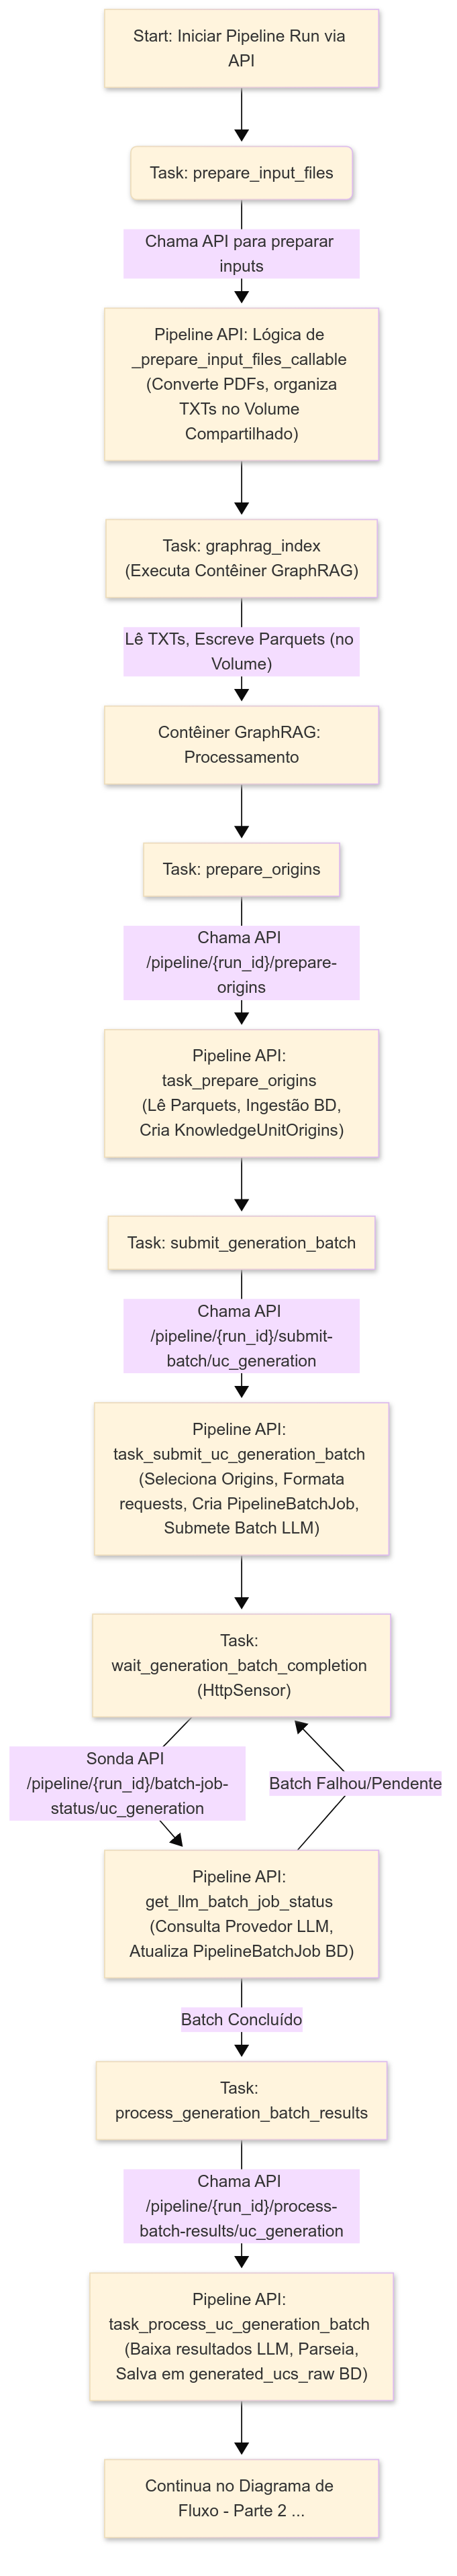 Start: Iniciar Pipeline Run via
API
Task: prepare_input_files
Chama API para preparar
inputs
Pipeline API: Lógica de
_prepare_input_files_callable
(Converte PDFs, organiza
TXTs no Volume
Compartilhado)
Task: graphrag_index
(Executa Contêiner GraphRAG)
Lê TXTs, Escreve Parquets (no
Volume)
Contêiner GraphRAG:
Processamento
Task: prepare_origins
Chama API
/pipeline/{run_id}/prepare-
origins
Pipeline API:
task_prepare_origins
(Lê Parquets, Ingestão BD,
Cria KnowledgeUnitOrigins)
Task: submit_generation_batch
Chama API
/pipeline/{run_id}/submit-
batch/uc_generation
Pipeline API:
task_submit_uc_generation_batch
(Seleciona Origins, Formata
requests, Cria PipelineBatchJob,
Submete Batch LLM)
Task:
wait_generation_batch_completion
(HttpSensor)
Sonda API
/pipeline/{run_id}/batch-job-
status/uc_generation
Batch Falhou/Pendente
Pipeline API:
get_llm_batch_job_status
(Consulta Provedor LLM,
Atualiza PipelineBatchJob BD)
Batch Concluído
Task:
process_generation_batch_results
Chama API
/pipeline/{run_id}/process-
batch-results/uc_generation
Pipeline API:
task_process_uc_generation_batch
(Baixa resultados LLM, Parseia,
Salva em generated_ucs_raw BD)
Continua no Diagrama de
Fluxo - Parte 2 ...